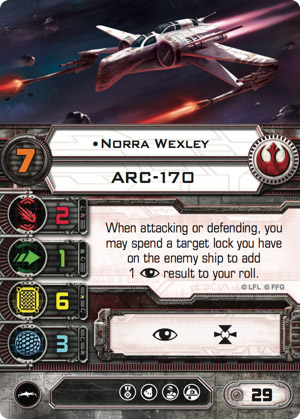 •Norra Wexley
7
ARC-170
2
When attacking or defending, you
may spend a target lock you have
on the enemy ship to add
1 result to your roll.
1
©LFL ©FFG
6
3
29